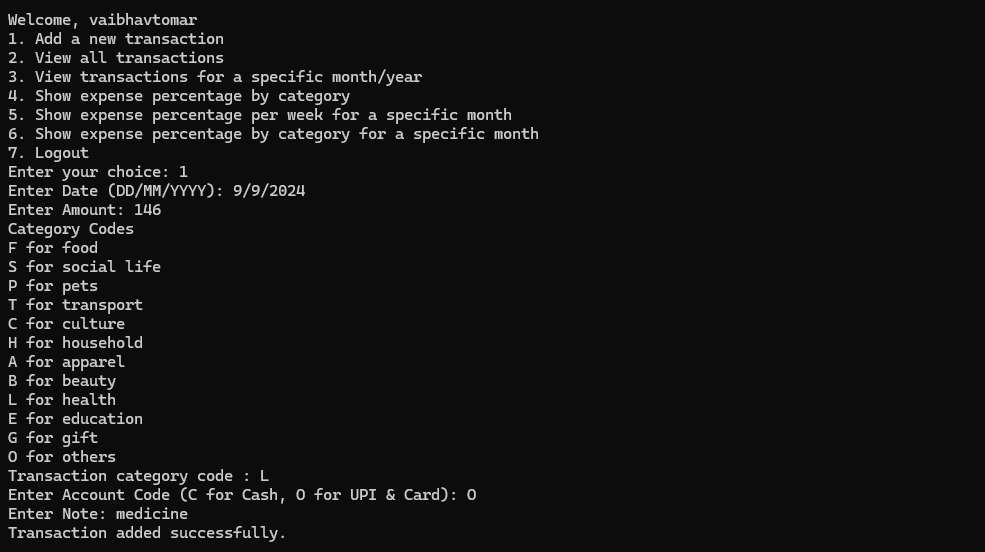 Welcome, vaibhavtomar
1. Add a new transaction
2. View all transactions
3. View transactions for a specific month/year
4. Show expense percentage by category
5. Show expense percentage per week for a specific month
6. Show expense percentage by category for a specific month
7. Logout
Enter your choice: 1
Enter Date (DD/MM/YYYY): 9/9/2024
Enter Amount: 146
Category Codes
F for food
S for social life
P for pets
T for transport
C for culture
H for household
A for apparel
B for beauty
L for health
E for education
G for gift
O for others
Transaction category code : L
Enter Account Code (C for Cash, O for UPI & Card): O
Enter Note: medicine
Transaction added successfully.